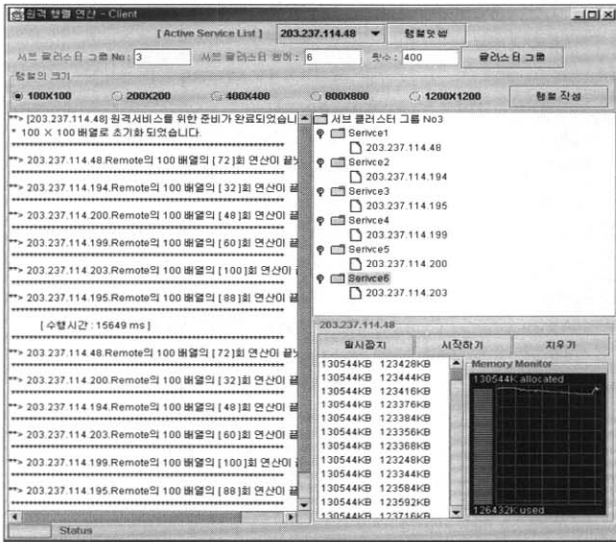 원격 행렬 연산 - Client
[ Active Service List ] 203.237.114.48 행렬덧셈
서브 클러스터 그룹 No : 3 서브 클러스터 멤버 : 6 횟수 : 400 클러스터 그룹
행렬의 크기
100X100 200X200 400X400 800X800 1200X1200 행렬 작성
**> [203.237.114.48] 원격서비스를 위한 준비가 완료되었습니
* 100 X 100 배열로 초기화 되었습니다.
**> 203.237.114.48.Remote의 100 배열의 [ 72 ]회 연산이 끝
**> 203.237.114.194.Remote의 100 배열의 [ 32 ]회 연산이 끝
**> 203.237.114.200.Remote의 100 배열의 [ 48 ]회 연산이 끝
**> 203.237.114.199.Remote의 100 배열의 [ 60 ]회 연산이 끝
**> 203.237.114.203.Remote의 100 배열의 [ 100 ]회 연산이
**> 203.237.114.195.Remote의 100 배열의 [ 88 ]회 연산이 끝
[ 수행시간 : 15649 ms ]
**> 203.237.114.48.Remote의 100 배열의 [ 72 ]회 연산이 끝
**> 203.237.114.200.Remote의 100 배열의 [ 32 ]회 연산이 끝
**> 203.237.114.194.Remote의 100 배열의 [ 48 ]회 연산이 끝
**> 203.237.114.203.Remote의 100 배열의 [ 60 ]회 연산이 끝
**> 203.237.114.199.Remote의 100 배열의 [ 100 ]회 연산이
**> 203.237.114.195.Remote의 100 배열의 [ 88 ]회 연산이 끝
서브 클러스터 그룹 No3
Serivce1
203.237.114.48
Serivce2
203.237.114.194
Serivce3
203.237.114.195
Serivce4
203.237.114.199
Serivce5
203.237.114.200
Serivce6
203.237.114.203
203.237.114.48
일시중지 시작하기 지우기
130544KB 123428KB
130544KB 123444KB
130544KB 123416KB
130544KB 123376KB
130544KB 123384KB
130544KB 123356KB
130544KB 123368KB
130544KB 123248KB
130544KB 123344KB
130544KB 123584KB
130544KB 123592KB
130544KB 123716KB
Memory Monitor
130544K allocated
126432K used
Status